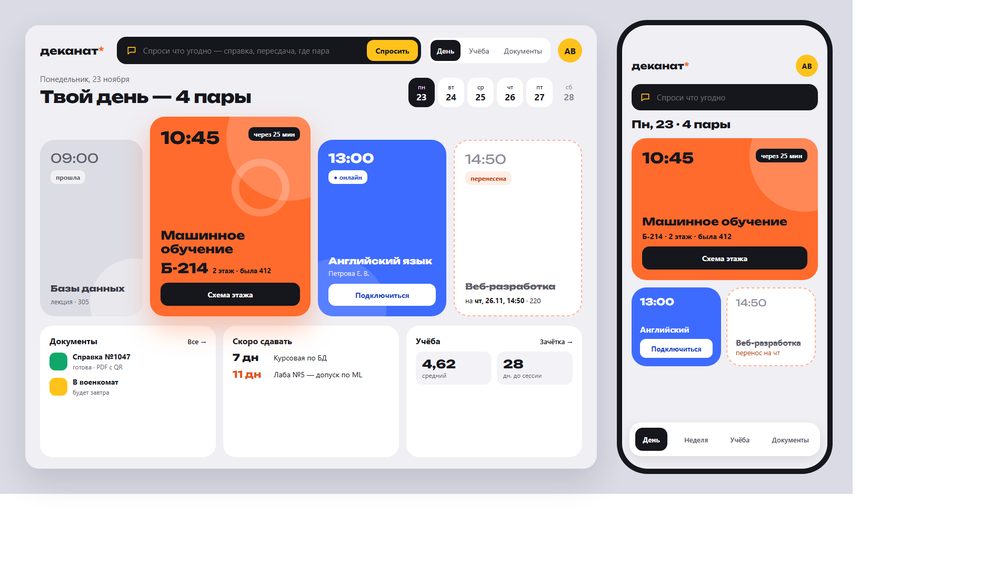 деканат*
Спроси что угодно — справка, пересдача, где пара
Спросить
День
Учёба
Документы
АВ
Понедельник, 23 ноября
Твой день — 4 пары
пн
23
вт
24
ср
25
чт
26
пт
27
сб
28
09:00
прошла
Базы данных
лекция · 305
10:45
через 25 мин
Машинное
обучение
Б-214 2 этаж · была 412
Схема этажа
13:00
• онлайн
Английский язык
Петрова Е. В.
Подключиться
14:50
перенесена
Веб-разработка
на чт, 26.11, 14:50 · 220
Документы
Все →
Справка №1047
готова · PDF с QR
В военкомат
будет завтра
Скоро сдавать
7 дн Курсовая по БД
11 дн Лаба №5 — допуск по ML
Учёба
Зачётка →
4,62
средний
28
дн. до сессии
деканат*
АВ
Спроси что угодно
Пн, 23 · 4 пары
10:45
через 25 мин
Машинное обучение
Б-214 · 2 этаж · была 412
Схема этажа
13:00
Английский
Подключиться
14:50
Веб-разработка
перенос на чт
День
Неделя
Учёба
Документы